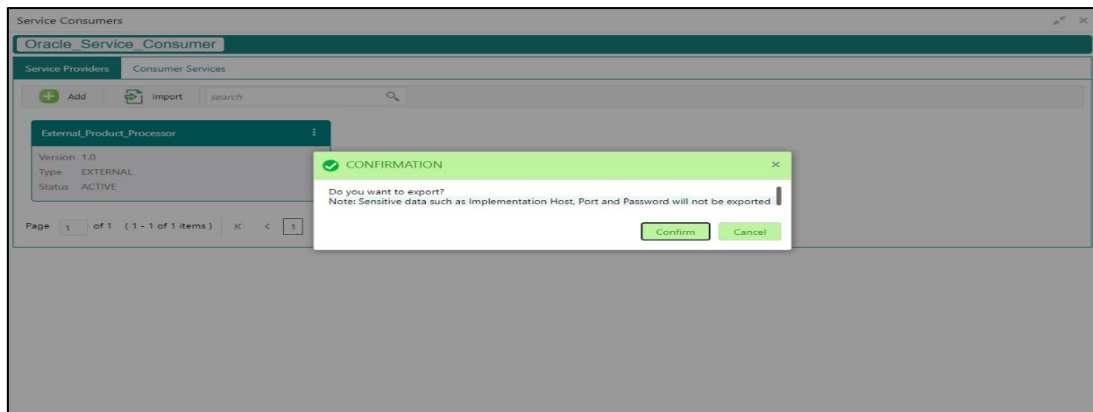 Service Consumers
Oracle_Service_Consumer
Service Providers Consumer Services
Add Import search
External_Product_Processor
Version 1.0
Type EXTERNAL
Status ACTIVE
CONFIRMATION
Do you want to export?
Note: Sensitive data such as Implementation Host, Port and Password will not be exported
Confirm Cancel
Page 1 of 1 (1 - 1 of 1 items) K < 1